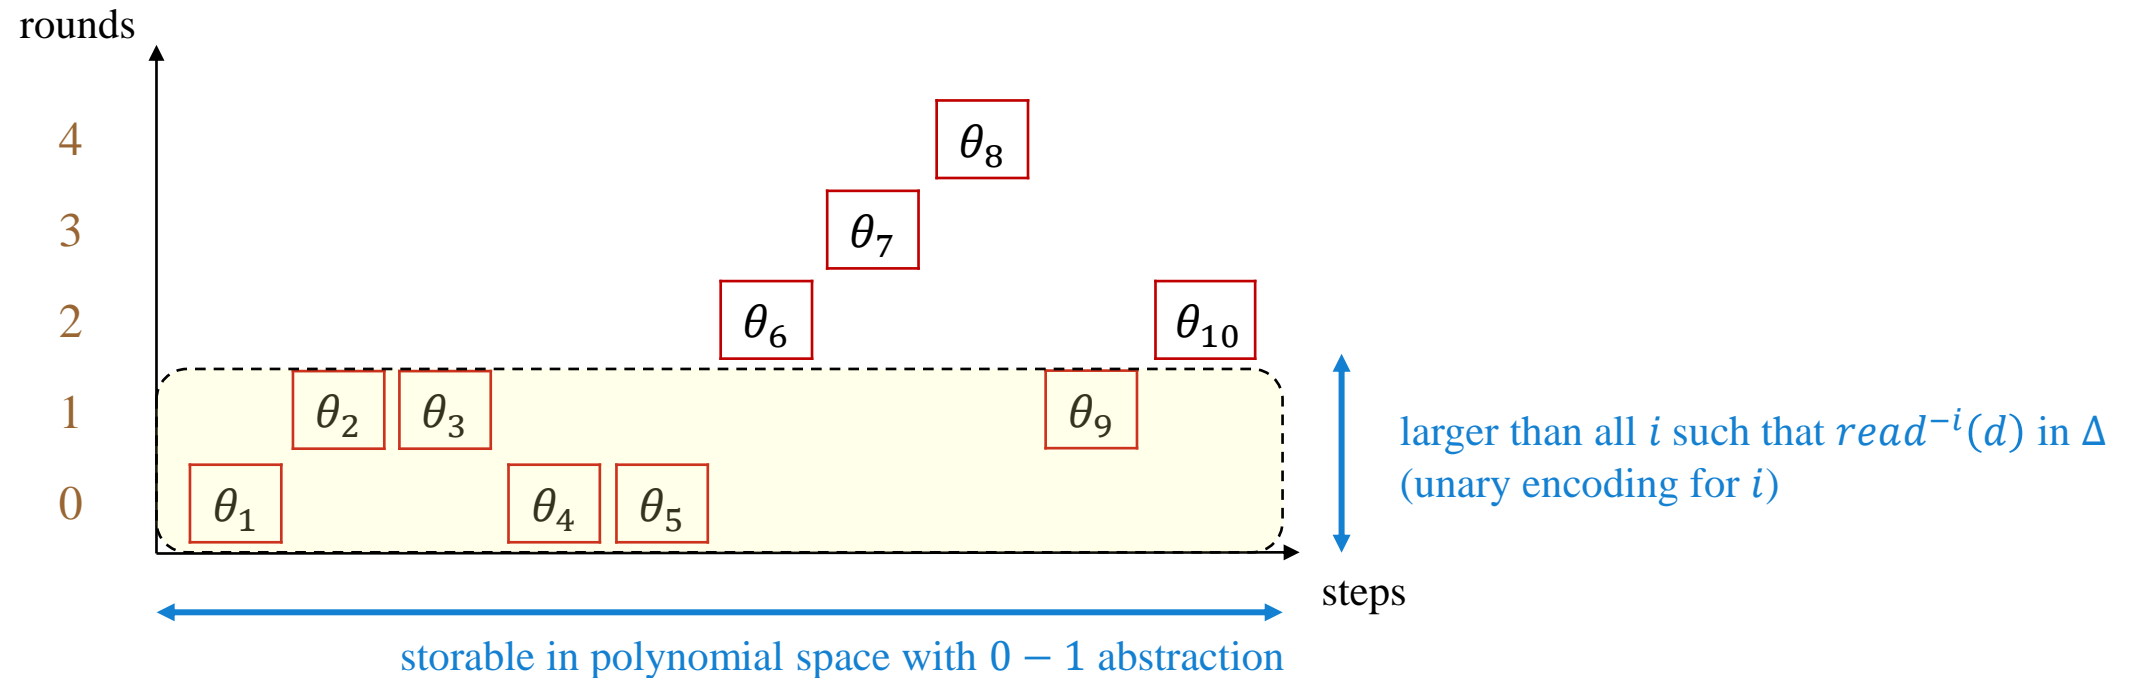 rounds
4
θ₈
3
θ₇
2
θ₆
θ₁₀
1
θ₂
θ₃
θ₉
0
θ₁
θ₄
θ₅
larger than all i such that read⁻ⁱ(d) in Δ
(unary encoding for i)
steps
storable in polynomial space with 0 − 1 abstraction